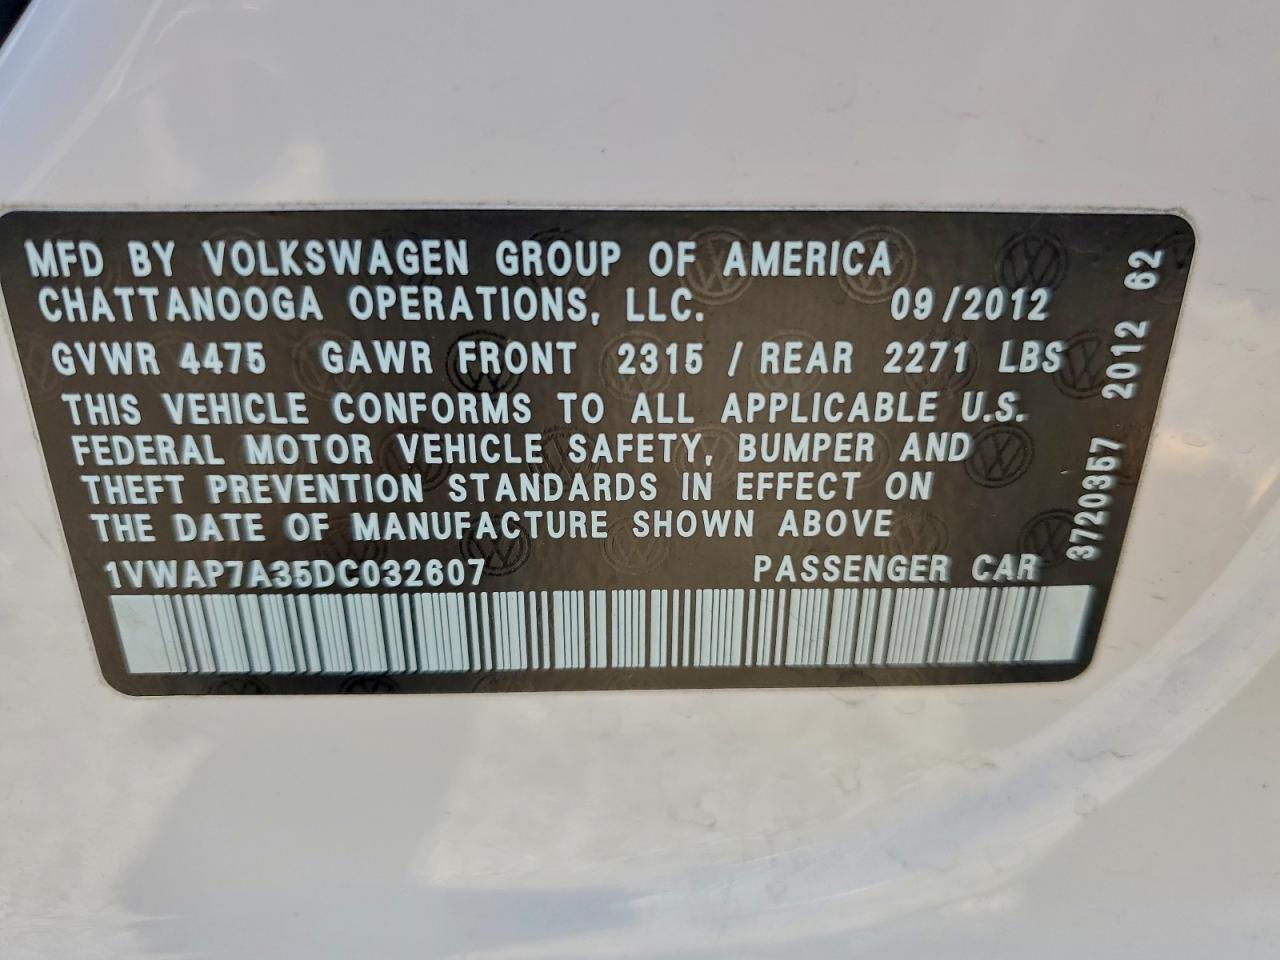 MFD BY VOLKSWAGEN GROUP OF AMERICA
CHATTANOOGA OPERATIONS, LLC. 09/2012
GVWR 4475 GAWR FRONT 2315 / REAR 2271 LBS
THIS VEHICLE CONFORMS TO ALL APPLICABLE U.S.
FEDERAL MOTOR VEHICLE SAFETY, BUMPER AND
THEFT PREVENTION STANDARDS IN EFFECT ON
THE DATE OF MANUFACTURE SHOWN ABOVE
1VWAP7A35DC032607 PASSENGER CAR
3720357 2012 62